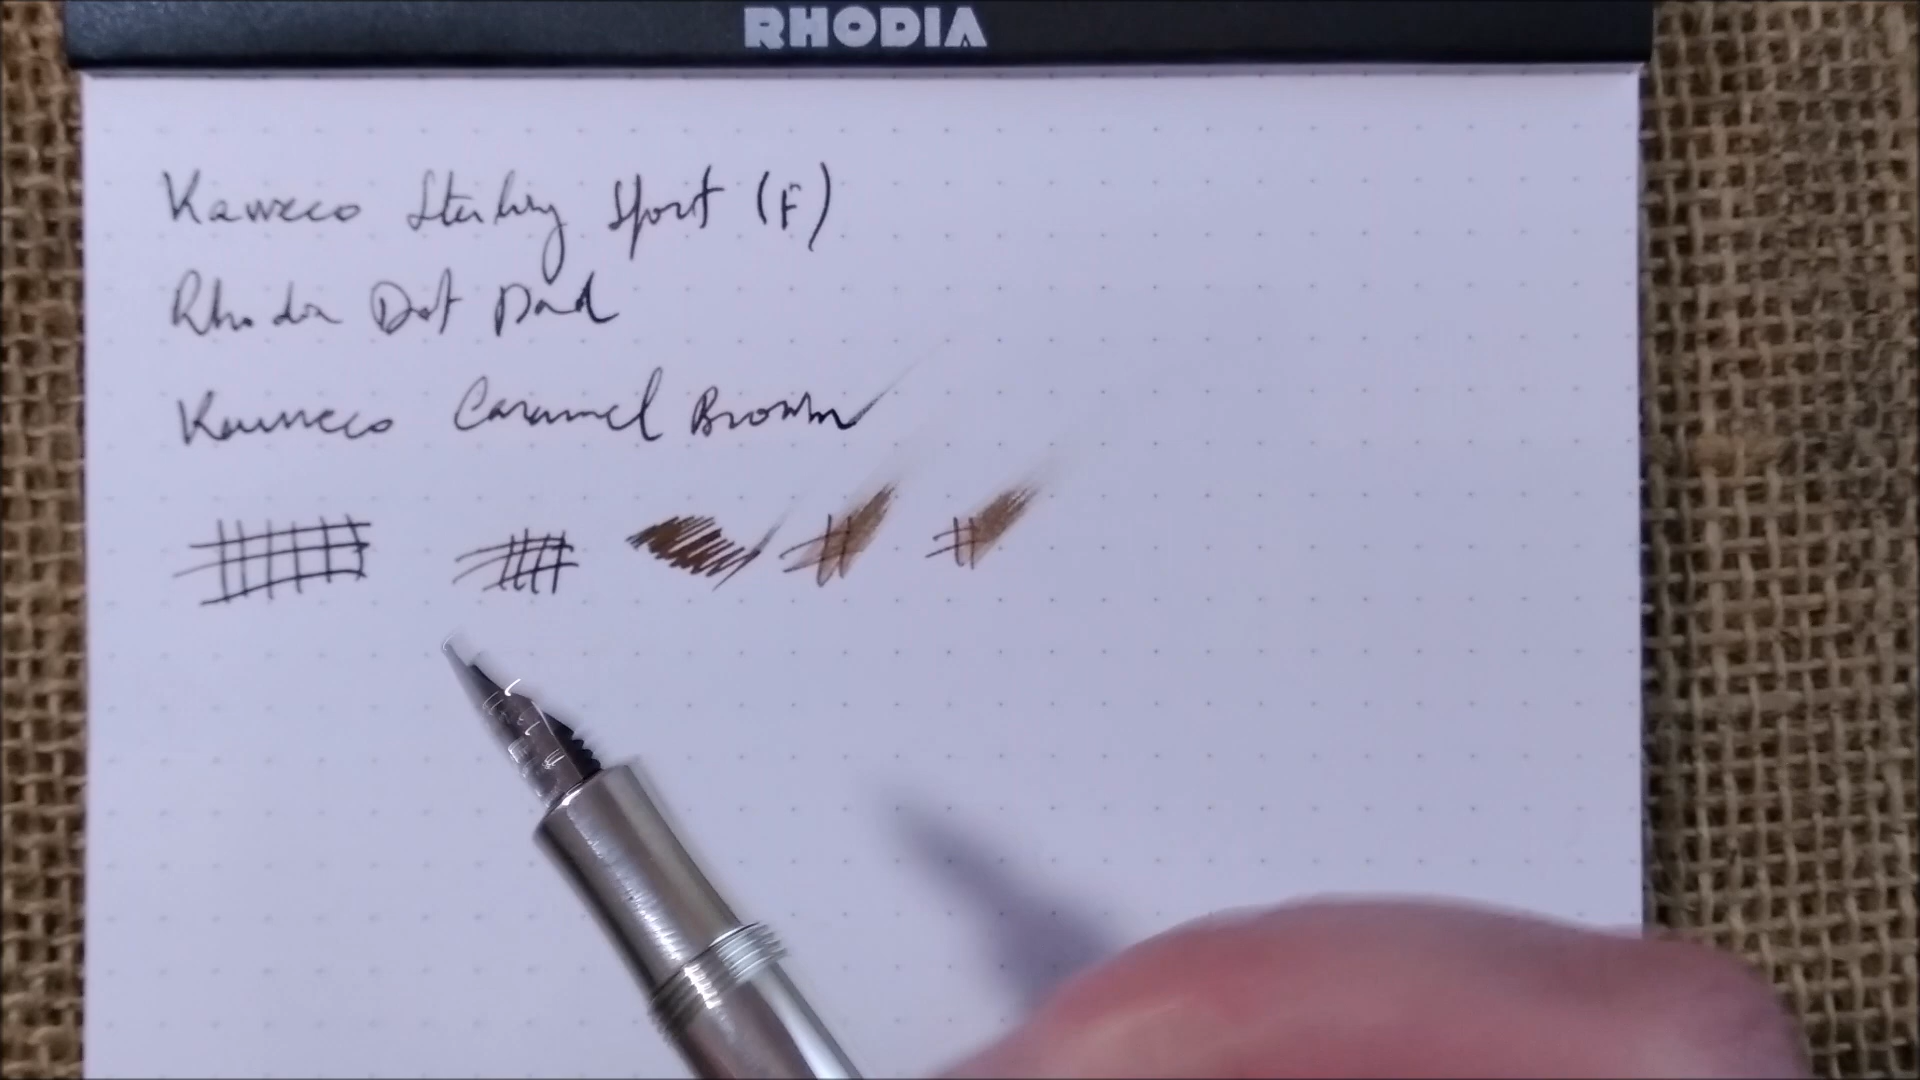 RHODIA
Kaweco Sterling Sport (F)
Rhodia Dot Pad
Kaweco Caramel Brown